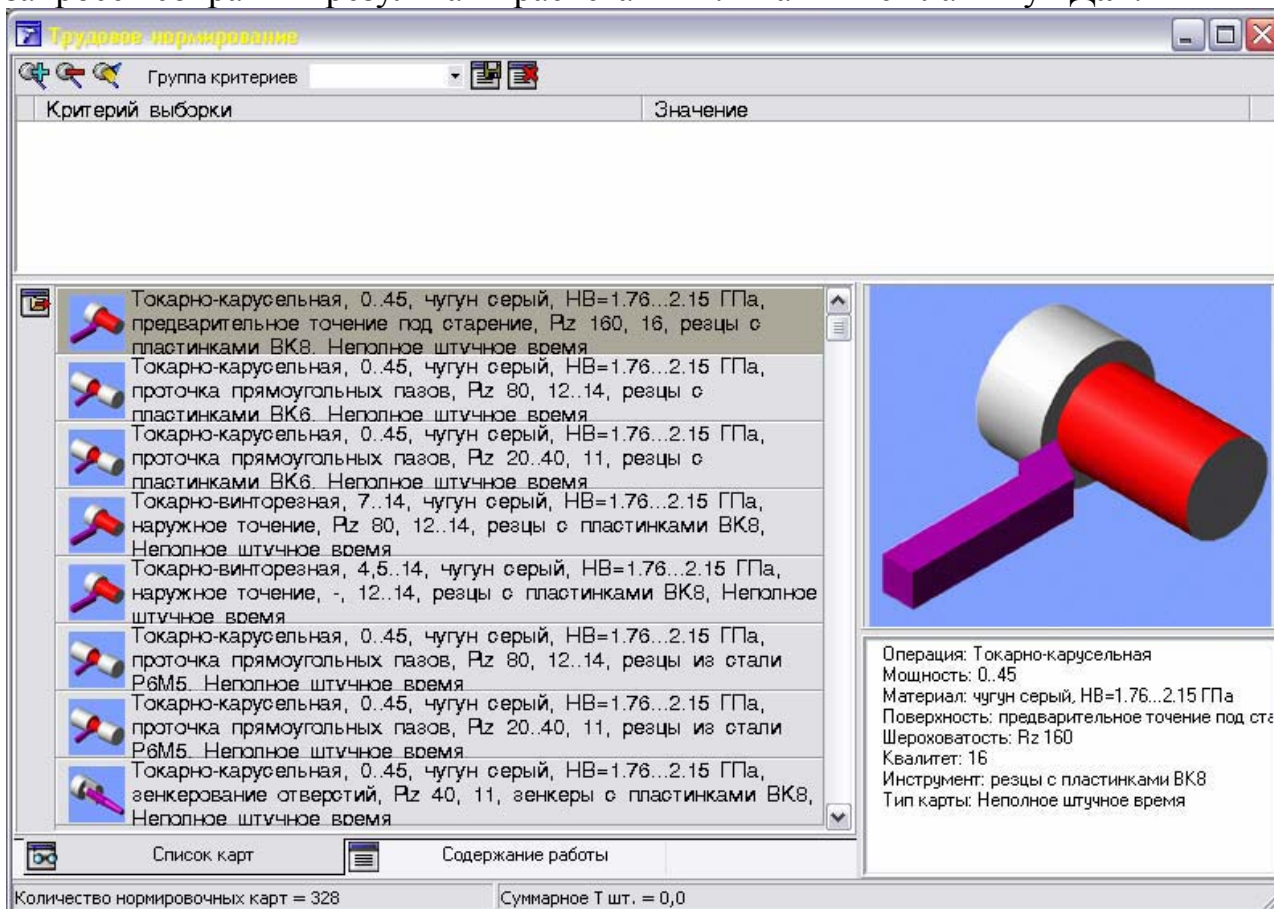 Трудовое нормирование
Группа критериев
Критерий выборки Значение
Токарно-карусельная, 0..45, чугун серый, НВ=1.76...2.15 ГПа,
предварительное точение под старение, Rz 160, 16, резцы с
пластинками ВК8, Неполное штучное время
Токарно-карусельная, 0..45, чугун серый, НВ=1.76...2.15 ГПа,
проточка прямоугольных пазов, Rz 80, 12..14, резцы с
пластинками ВК6, Неполное штучное время
Токарно-карусельная, 0..45, чугун серый, НВ=1.76...2.15 ГПа,
проточка прямоугольных пазов, Rz 20..40, 11, резцы с
пластинками ВК6, Неполное штучное время
Токарно-винторезная, 7..14, чугун серый, НВ=1.76...2.15 ГПа,
наружное точение, Rz 80, 12..14, резцы с пластинками ВК8,
Неполное штучное время
Токарно-винторезная, 4,5..14, чугун серый, НВ=1.76...2.15 ГПа,
наружное точение, -, 12..14, резцы с пластинками ВК8, Неполное
штучное время
Токарно-карусельная, 0..45, чугун серый, НВ=1.76...2.15 ГПа,
проточка прямоугольных пазов, Rz 80, 12..14, резцы из стали
Р6М5, Неполное штучное время
Токарно-карусельная, 0..45, чугун серый, НВ=1.76...2.15 ГПа,
проточка прямоугольных пазов, Rz 20..40, 11, резцы из стали
Р6М5, Неполное штучное время
Токарно-карусельная, 0..45, чугун серый, НВ=1.76...2.15 ГПа,
зенкерование отверстий, Rz 40, 11, зенкеры с пластинками ВК8,
Неполное штучное время
Операция: Токарно-карусельная
Мощность: 0..45
Материал: чугун серый, НВ=1.76...2.15 ГПа
Поверхность: предварительное точение под ста
Шероховатость: Rz 160
Квалитет: 16
Инструмент: резцы с пластинками ВК8
Тип карты: Неполное штучное время
Список карт Содержание работы
Количество нормировочных карт = 328 Суммарное Т шт. = 0,0